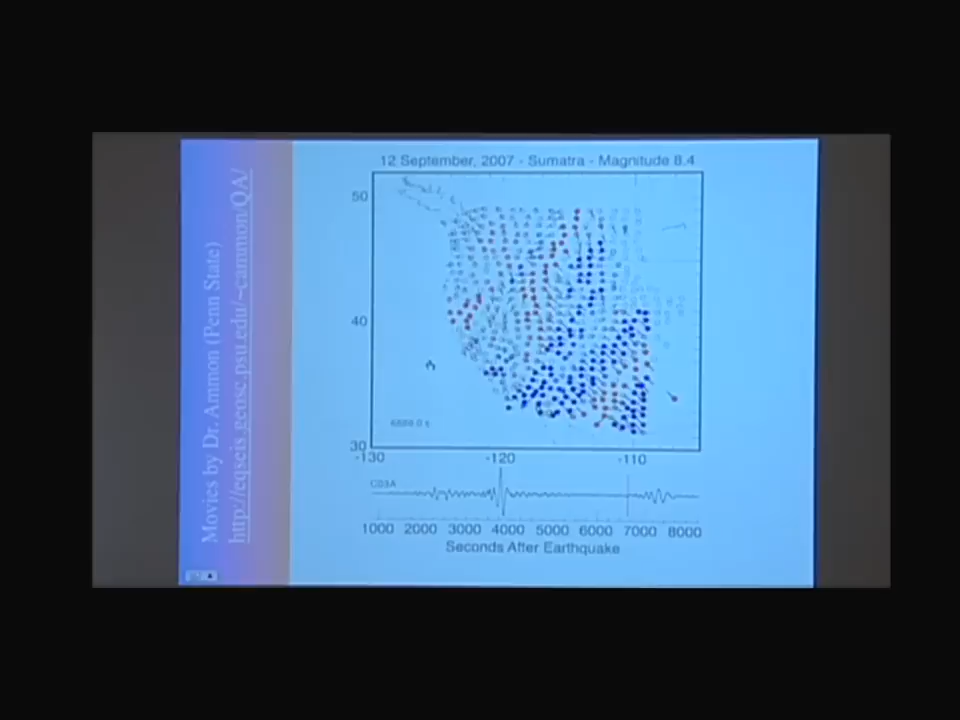 Movies by Dr. Ammon (Penn State)
http://eqseis.geosc.psu.edu/~cammon/QA/
12 September, 2007 - Sumatra - Magnitude 8.4
50
40
30
-130
-120
-110
C03A
1000 2000 3000 4000 5000 6000 7000 8000
Seconds After Earthquake